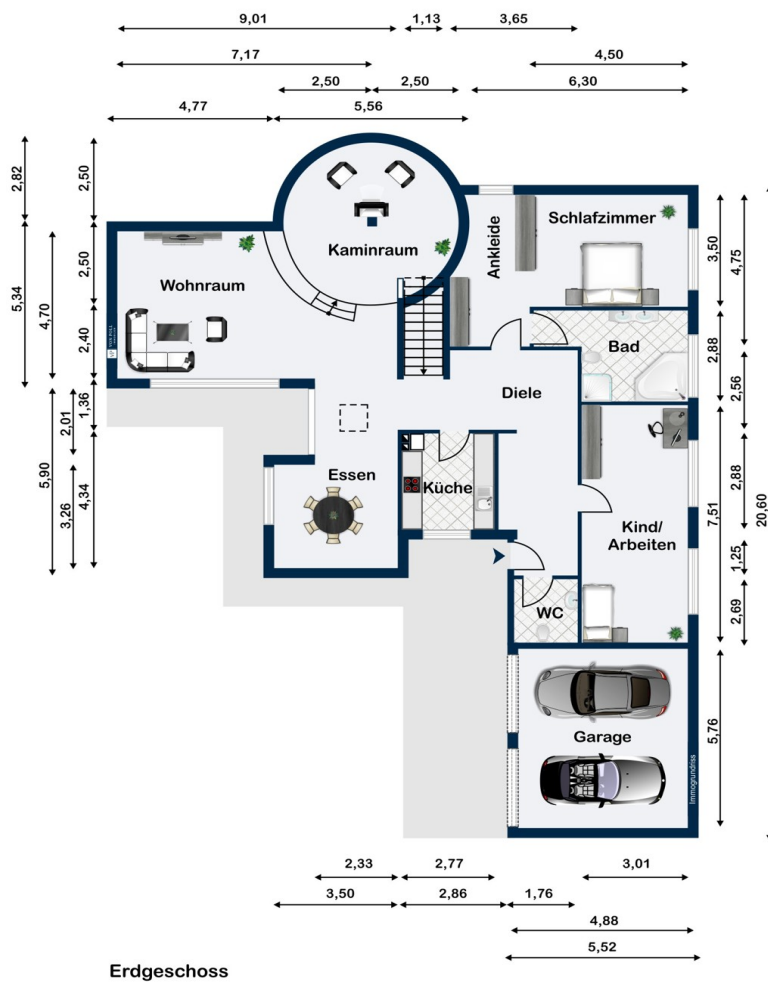 9,01
1,13
3,65
7,17
4,50
2,50
2,50
6,30
4,77
5,56
2,82
2,50
5,34
4,70
2,50
2,40
Kaminraum
Wohnraum
Ankleide
Schlafzimmer
Bad
3,50
4,75
2,88
2,56
Diele
5,90
2,01
1,36
3,26
4,34
Essen
Küche
Kind/
Arbeiten
7,51
2,88
1,25
2,69
20,60
WC
Garage
5,76
Immogrundriss
2,33
2,77
3,01
3,50
2,86
1,76
4,88
5,52
Erdgeschoss